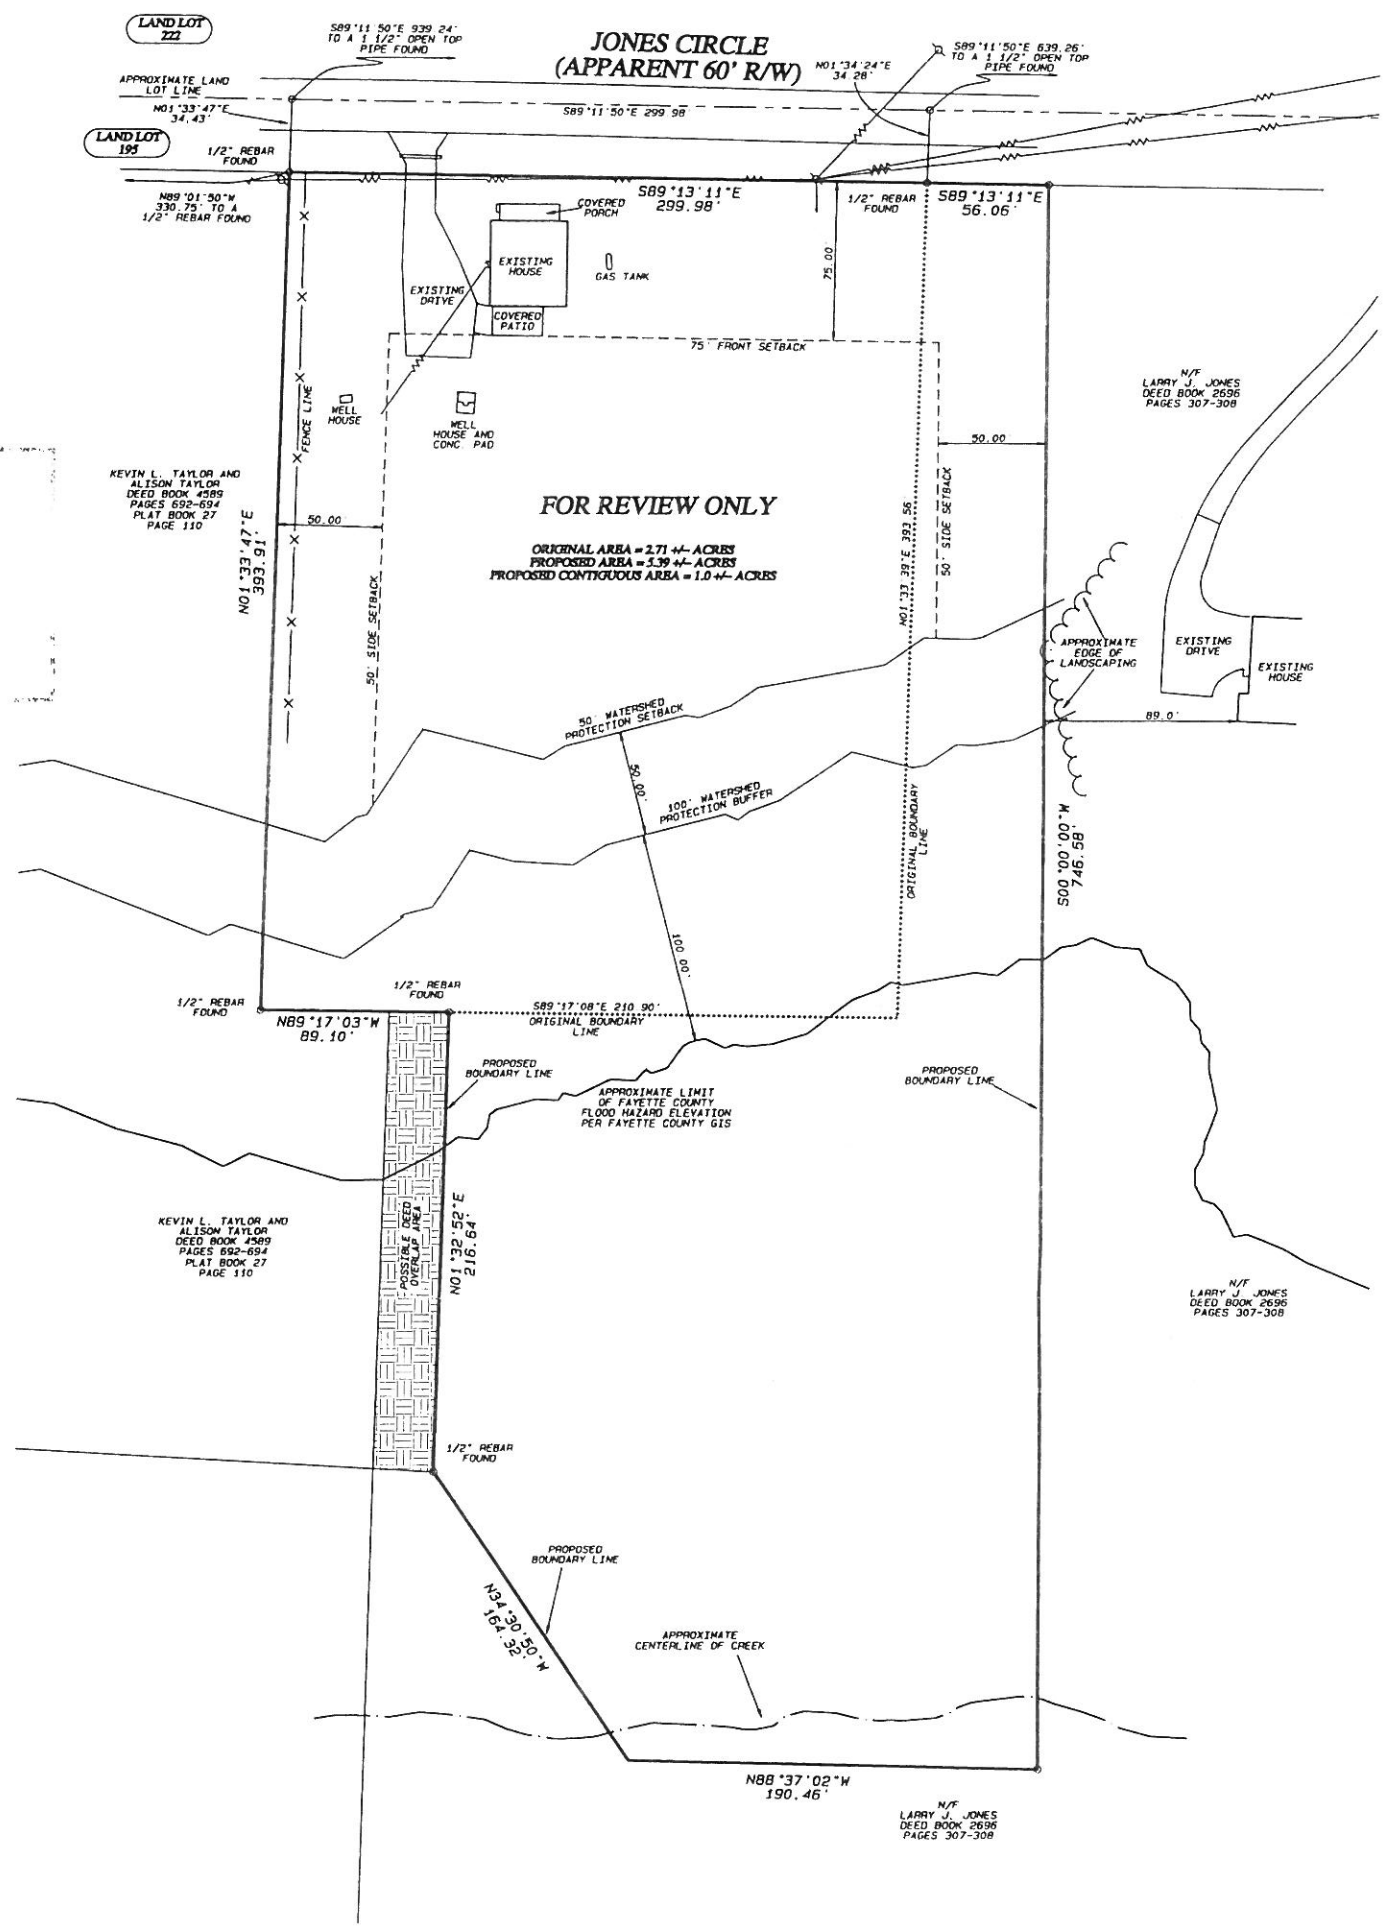 LAND LOT
222
S89°11'50"E 939.24'
TO A 1 1/2" OPEN TOP
PIPE FOUND
JONES CIRCLE
(APPARENT 60' R/W)
N01°34'24"E
34.28'
S89°11'50"E 639.26'
TO A 1 1/2" OPEN TOP
PIPE FOUND
APPROXIMATE LAND
LOT LINE
N01°33'47"E
34.43'
S89°11'50"E 299.98
LAND LOT
195
1/2" REBAR
FOUND
N89°01'50"W
330.75' TO A
1/2" REBAR FOUND
S89°13'11"E
299.98'
1/2" REBAR
FOUND
S89°13'11"E
56.06'
COVERED
PORCH
EXISTING
HOUSE
GAS TANK
EXISTING
DRIVE
COVERED
PATIO
75.00'
75' FRONT SETBACK
WELL
HOUSE
WELL
HOUSE AND
CONC. PAD
FENCE LINE
N/F
LARRY J. JONES
DEED BOOK 2696
PAGES 307-308
50.00
KEVIN L. TAYLOR AND
ALISON TAYLOR
DEED BOOK 4589
PAGES 692-694
PLAT BOOK 27
PAGE 110
50.00
FOR REVIEW ONLY
ORIGINAL AREA = 2.71 +/- ACRES
PROPOSED AREA = 5.39 +/- ACRES
PROPOSED CONTIGUOUS AREA = 1.0 +/- ACRES
N01°33'47"E
393.91'
50' SIDE SETBACK
N01°33'39"E 393.56
50' SIDE SETBACK
APPROXIMATE
EDGE OF
LANDSCAPING
EXISTING
DRIVE
EXISTING
HOUSE
89.0'
50' WATERSHED
PROTECTION SETBACK
50.00'
100' WATERSHED
PROTECTION BUFFER
ORIGINAL BOUNDARY
LINE
S00°00'00"W
746.58'
100.00'
1/2" REBAR
FOUND
1/2" REBAR
FOUND
N89°17'03"W
89.10'
S89°17'08"E 210.90'
ORIGINAL BOUNDARY
LINE
PROPOSED
BOUNDARY LINE
PROPOSED
BOUNDARY LINE
APPROXIMATE LIMIT
OF FAYETTE COUNTY
FLOOD HAZARD ELEVATION
PER FAYETTE COUNTY GIS
POSSIBLE DEED
OVERLAP AREA
N01°32'52"E
216.64'
KEVIN L. TAYLOR AND
ALISON TAYLOR
DEED BOOK 4589
PAGES 692-694
PLAT BOOK 27
PAGE 110
N/F
LARRY J. JONES
DEED BOOK 2696
PAGES 307-308
1/2" REBAR
FOUND
PROPOSED
BOUNDARY LINE
N34°30'50"W
164.32'
APPROXIMATE
CENTERLINE OF CREEK
N88°37'02"W
190.46'
N/F
LARRY J. JONES
DEED BOOK 2696
PAGES 307-308